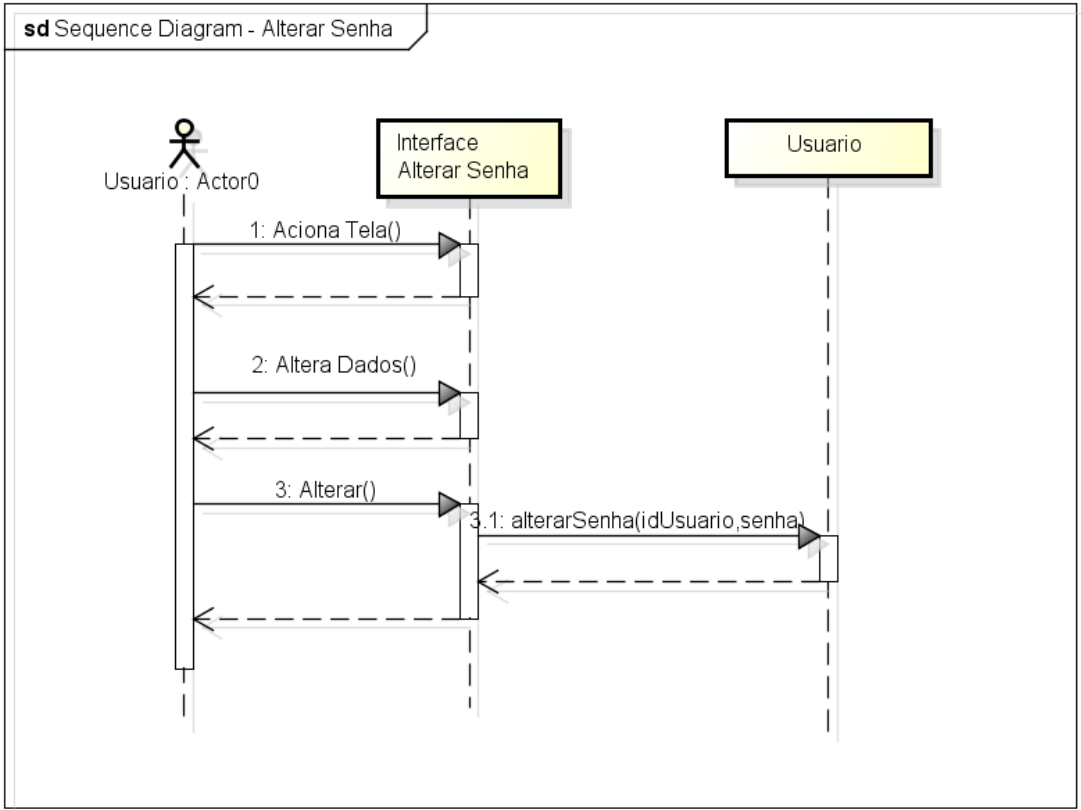 sd Sequence Diagram - Alterar Senha
Usuario : Actor0
Interface
Alterar Senha
Usuario
1: Aciona Tela()
2: Altera Dados()
3: Alterar()
3.1: alterarSenha(idUsuario,senha)